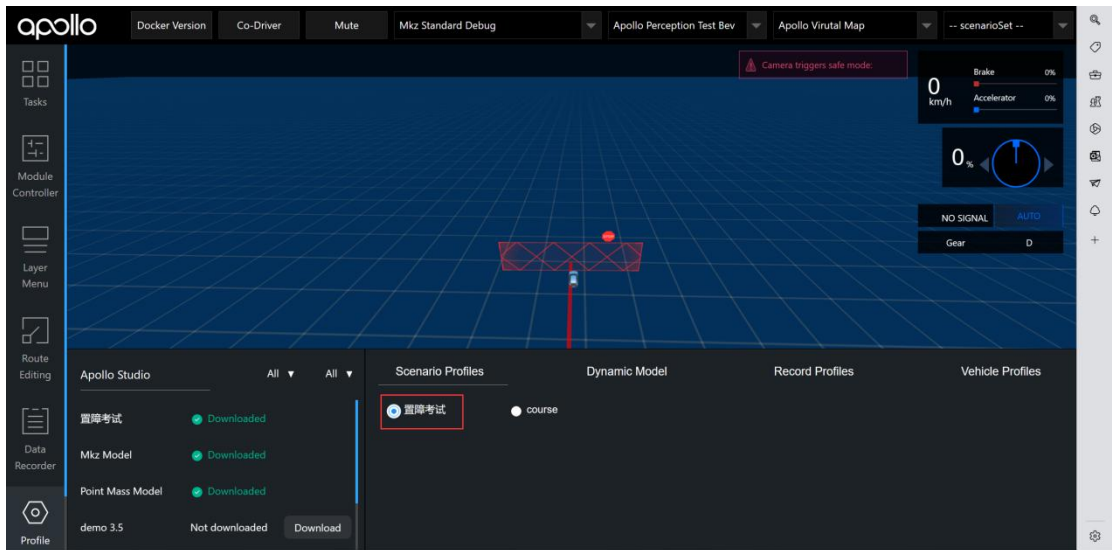 apollo
Docker Version
Co-Driver
Mute
Mkz Standard Debug
Apollo Perception Test Bev
Apollo Virutal Map
-- scenarioSet --
Tasks
Module
Controller
Layer
Menu
Route
Editing
Data
Recorder
Profile
Camera triggers safe mode:
0
km/h
Brake 0%
Accelerator 0%
0 %
NO SIGNAL AUTO
Gear D
Apollo Studio All ▼ All ▼
置障考试 Downloaded
Mkz Model Downloaded
Point Mass Model Downloaded
demo 3.5 Not downloaded Download
Scenario Profiles Dynamic Model Record Profiles Vehicle Profiles
置障考试 course